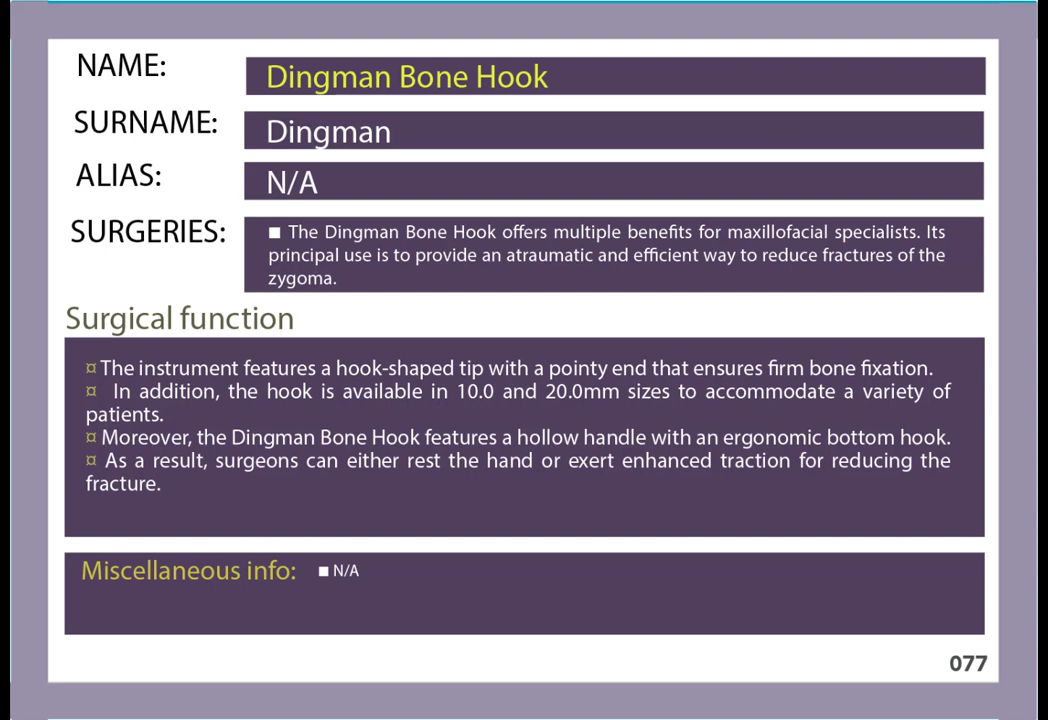 NAME: Dingman Bone Hook
SURNAME: Dingman
ALIAS: N/A
SURGERIES: ■ The Dingman Bone Hook offers multiple benefits for maxillofacial specialists. Its
principal use is to provide an atraumatic and efficient way to reduce fractures of the
zygoma.
Surgical function
¤ The instrument features a hook-shaped tip with a pointy end that ensures firm bone fixation.
¤ In addition, the hook is available in 10.0 and 20.0mm sizes to accommodate a variety of
patients.
¤ Moreover, the Dingman Bone Hook features a hollow handle with an ergonomic bottom hook.
¤ As a result, surgeons can either rest the hand or exert enhanced traction for reducing the
fracture.
Miscellaneous info: ■ N/A
077